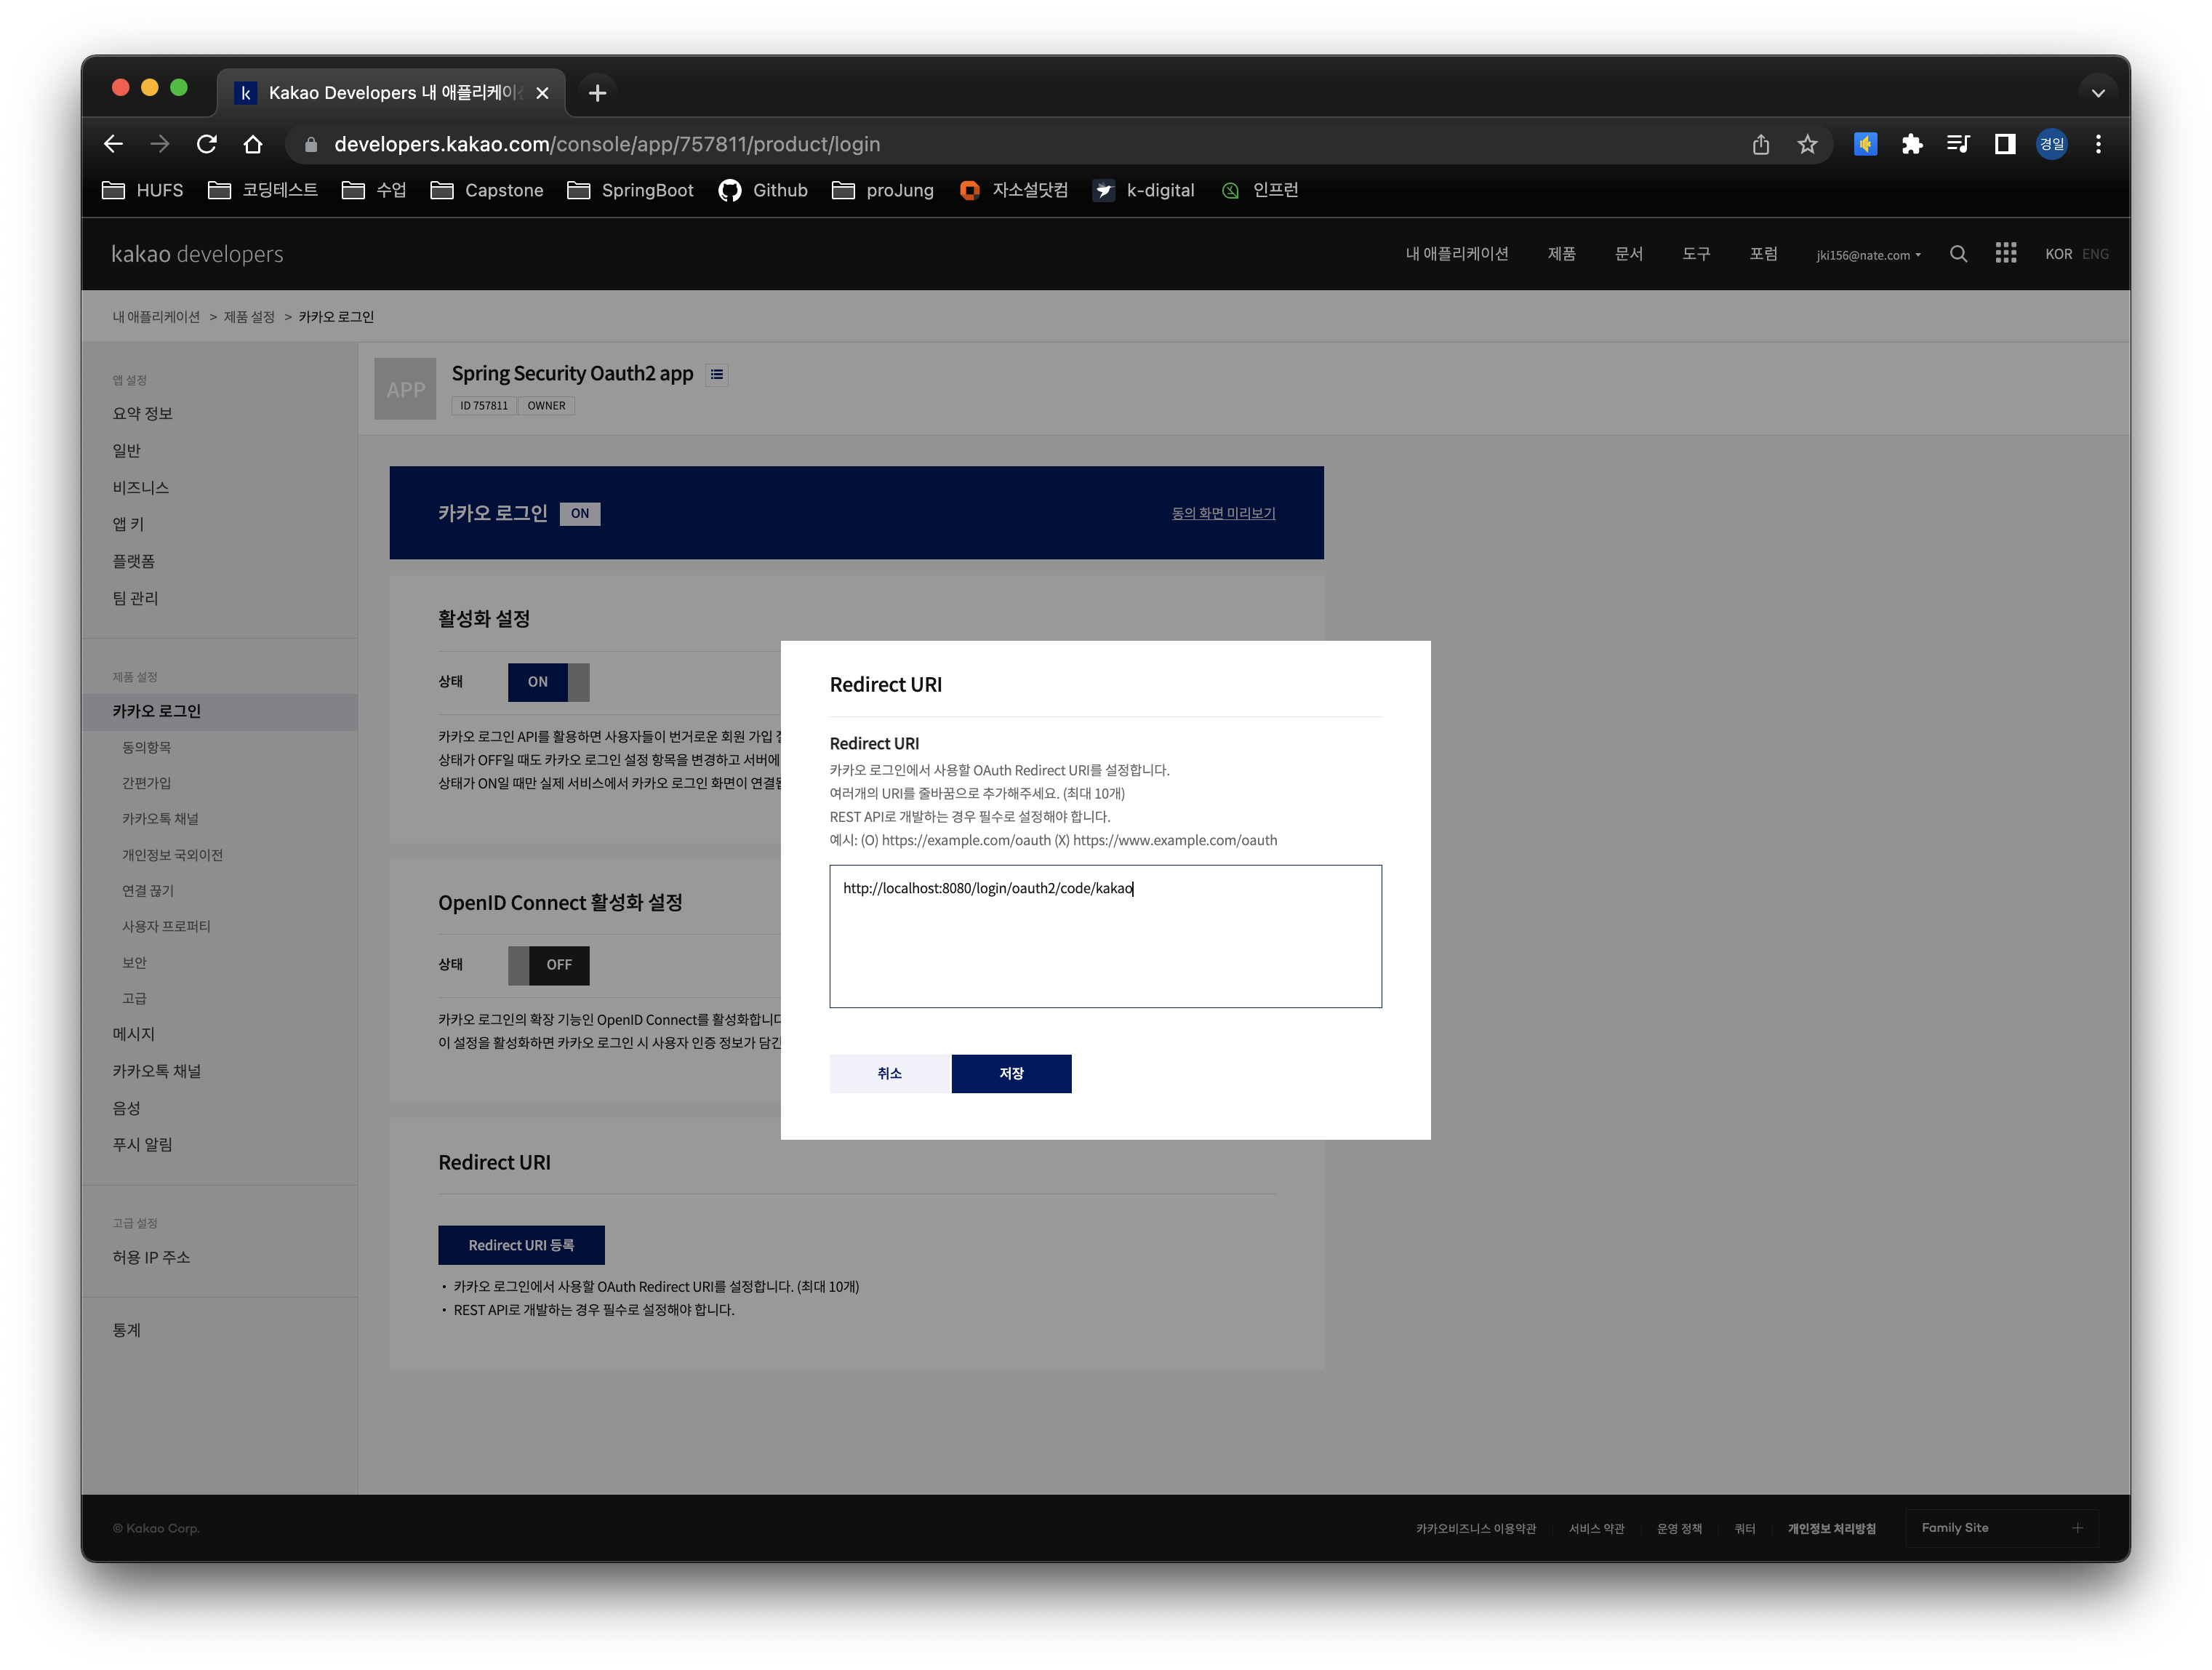 Kakao Developers 내 애플리케이
developers.kakao.com/console/app/757811/product/login
경일
HUFS 코딩테스트 수업 Capstone SpringBoot Github proJung 자소설닷컴 k-digital 인프런
kakao developers 내 애플리케이션 제품 문서 도구 포럼 jki156@nate.com KOR ENG
내 애플리케이션 > 제품 설정 > 카카오 로그인
앱 설정
요약 정보
일반
비즈니스
앱 키
플랫폼
팀 관리
제품 설정
카카오 로그인
동의항목
간편가입
카카오톡 채널
개인정보 국외이전
연결 끊기
사용자 프로퍼티
보안
고급
메시지
카카오톡 채널
음성
푸시 알림
고급 설정
허용 IP 주소
통계
APP
Spring Security Oauth2 app
ID 757811 OWNER
카카오 로그인 ON 동의 화면 미리보기
활성화 설정
상태 ON
카카오 로그인 API를 활용하면 사용자들이 번거로운 회원 가입
상태가 OFF일 때도 카카오 로그인 설정 항목을 변경하고 서버에
상태가 ON일 때만 실제 서비스에서 카카오 로그인 화면이
OpenID Connect 활성화 설정
상태 OFF
카카오 로그인의 확장 기능인 OpenID Connect를
이 설정을 활성화하면 카카오 로그인 시 사용자 인증 정보가
Redirect URI
Redirect URI 등록
• 카카오 로그인에서 사용할 OAuth Redirect URI를 설정합니다. (최대 10개)
• REST API로 개발하는 경우 필수로 설정해야 합니다.
Redirect URI
Redirect URI
카카오 로그인에서 사용할 OAuth Redirect URI를 설정합니다.
여러개의 URI를 줄바꿈으로 추가해주세요. (최대 10개)
REST API로 개발하는 경우 필수로 설정해야 합니다.
예시: (O) https://example.com/oauth (X) https://www.example.com/oauth
http://localhost:8080/login/oauth2/code/kakao
취소 저장
© Kakao Corp. 카카오비즈니스 이용약관 서비스 약관 운영 정책 쿼터 개인정보 처리방침 Family Site